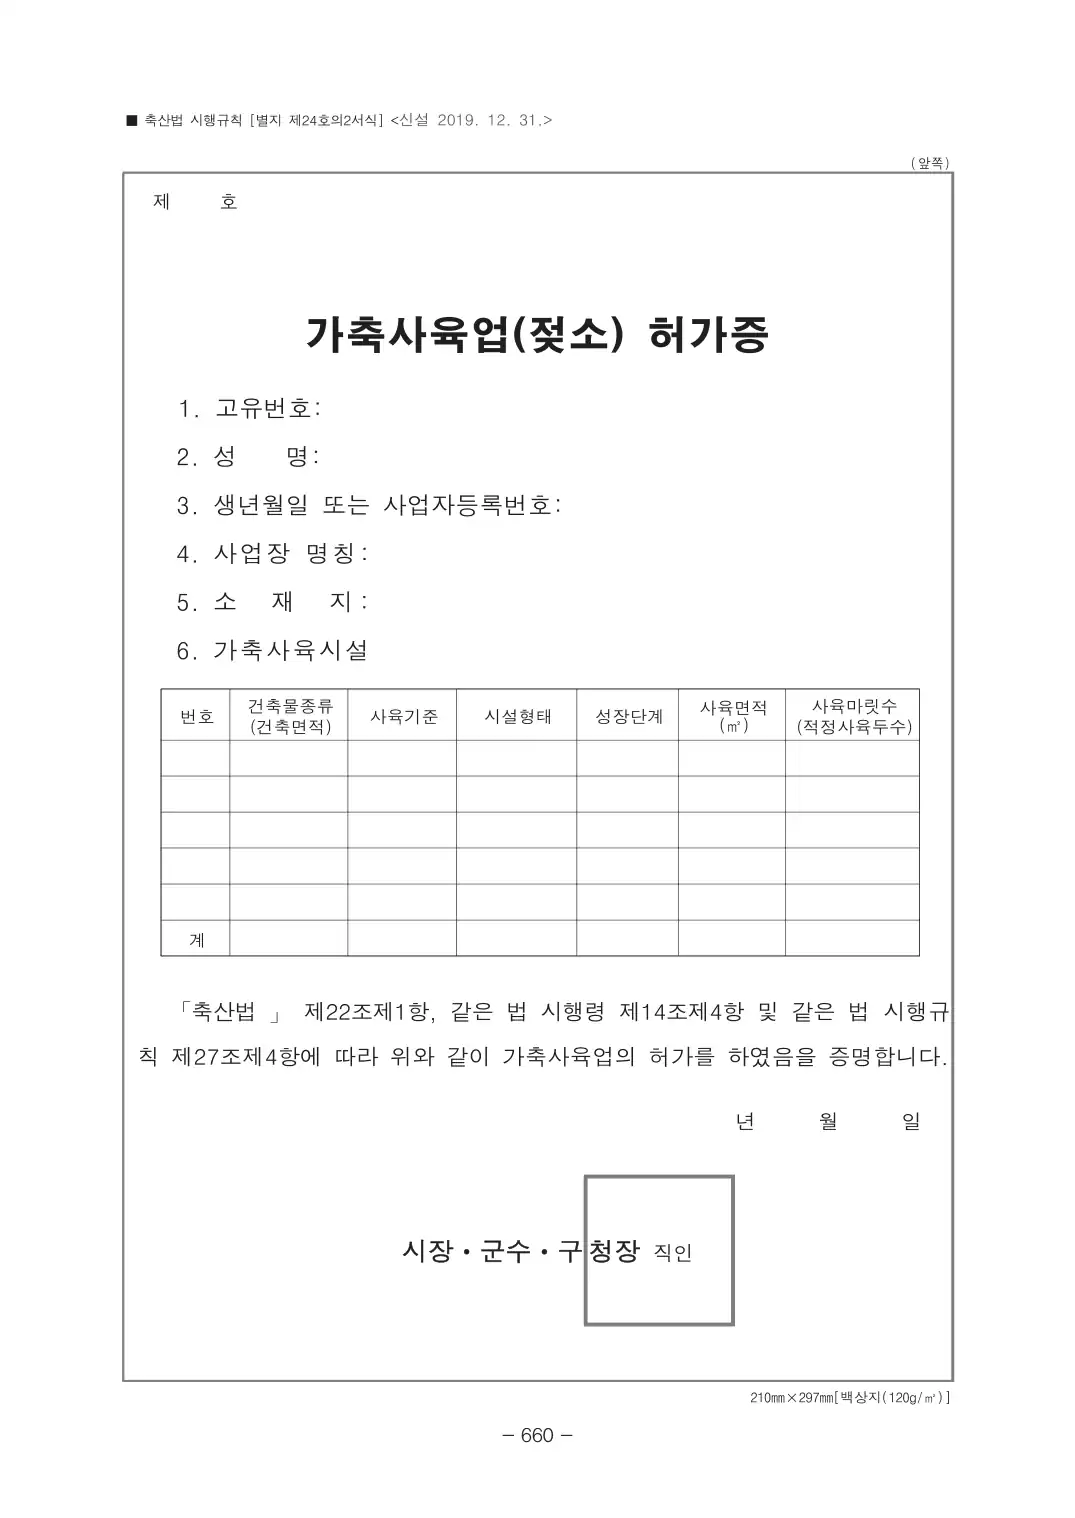 ■ 축산법 시행규칙 [별지 제24호의2서식] <신설 2019. 12. 31.>
(앞쪽)
제 호
가축사육업(젖소) 허가증
1. 고유번호:
2. 성 명:
3. 생년월일 또는 사업자등록번호:
4. 사업장 명칭:
5. 소 재 지:
6. 가축사육시설
번호 건축물종류 (건축면적) 사육기준 시설형태 성장단계 사육면적 (㎡) 사육마릿수 (적정사육두수)
계
「축산법 」 제22조제1항, 같은 법 시행령 제14조제4항 및 같은 법 시행규
칙 제27조제4항에 따라 위와 같이 가축사육업의 허가를 하였음을 증명합니다.
년 월 일
시장·군수·구청장 직인
210㎜×297㎜[백상지(120g/㎡)]
- 660 -